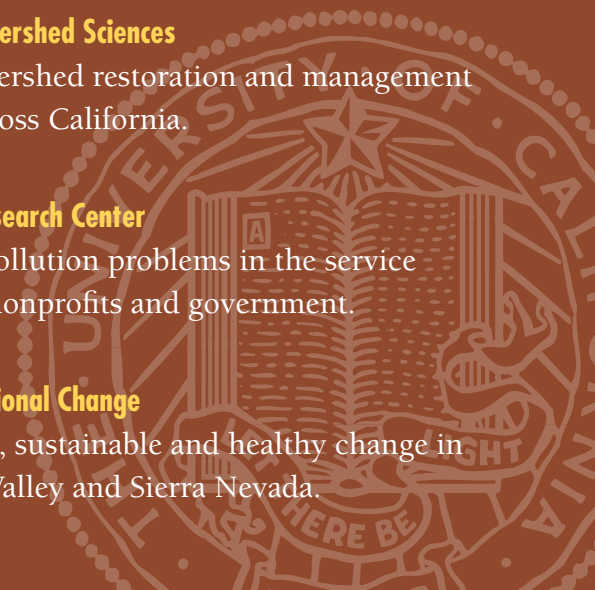 ershed Sciences
ershed restoration and management
oss California.
search Center
ollution problems in the service
nonprofits and government.
ional Change
, sustainable and healthy change in
Valley and Sierra Nevada.
THE UNIVERSITY OF CALIFORNIA
A
LET THERE BE LIGHT